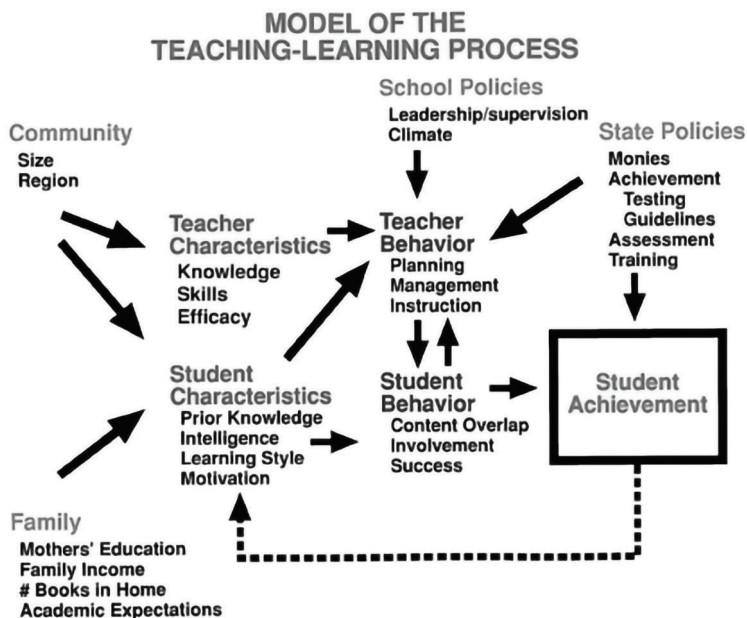 MODEL OF THE
TEACHING-LEARNING PROCESS
School Policies
Leadership/supervision
Climate
Community
Size
Region
State Policies
Monies
Achievement
Testing
Guidelines
Assessment
Training
Teacher
Characteristics
Knowledge
Skills
Efficacy
Teacher
Behavior
Planning
Management
Instruction
Student
Characteristics
Prior Knowledge
Intelligence
Learning Style
Motivation
Student
Behavior
Content Overlap
Involvement
Success
Student
Achievement
Family
Mothers' Education
Family Income
# Books in Home
Academic Expectations